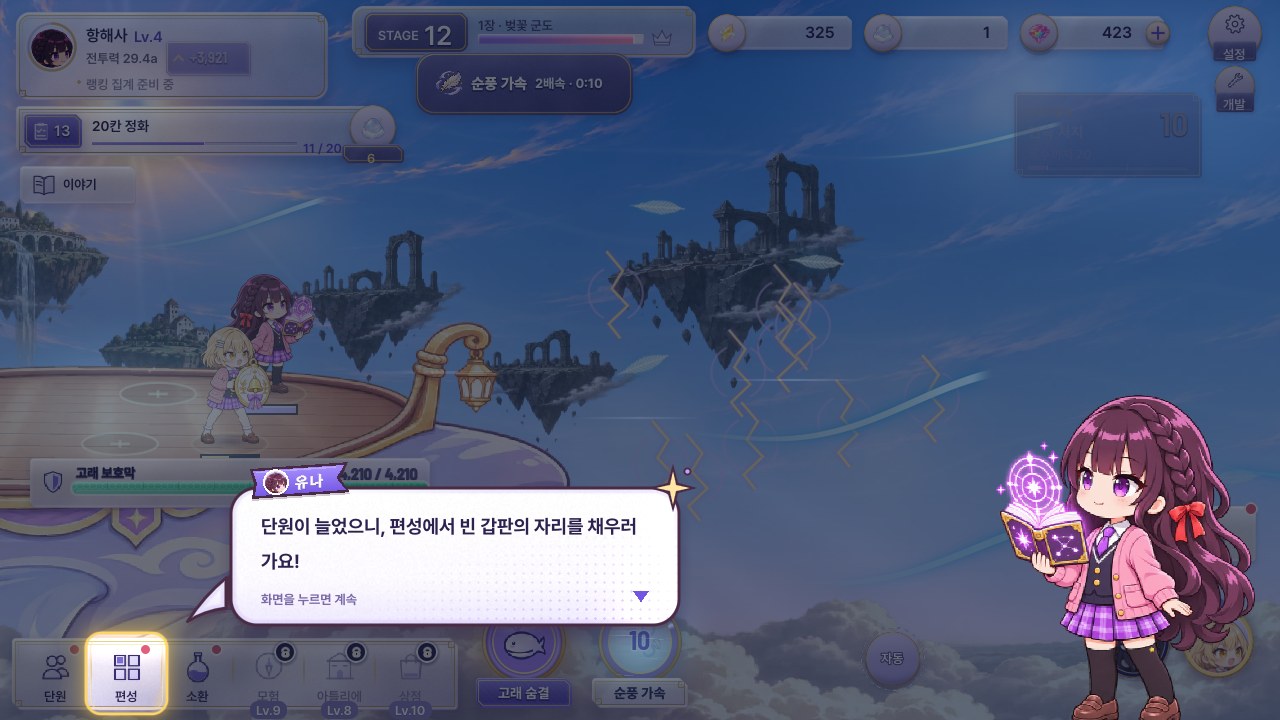 항해사 Lv.4
전투력 29.4a
+3,921
* 랭킹 집계 준비 중
STAGE 12
1장 · 벚꽃 군도
325
1
423
설정
개발
순풍 가속 2배속 · 0:10
13
20칸 정화
11 / 20
6
이야기
10
고래 보호막
4.210 / 4.210
유나
단원이 늘었으니, 편성에서 빈 갑판의 자리를 채우러
가요!
화면을 누르면 계속
단원
편성
소환
모험
Lv.9
아틀리에
Lv.8
상점
Lv.10
고래 숨결
10
순풍 가속
자동